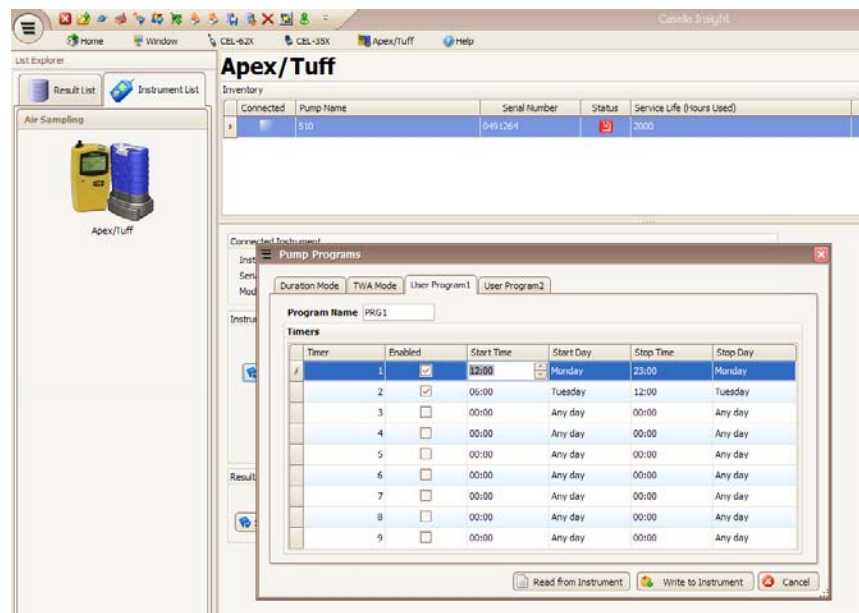 Casella Insight
Home Window CEL-62X CEL-35X Apex/Tuff Help
List Explorer
Result List Instrument List
Air Sampling
Apex/Tuff
Apex/Tuff
Inventory
Connected Pump Name Serial Number Status Service Life (Hours Used)
510 0491264 2000
Connected Instrument
Inst
Seri
Mod
Instru
Result
Pump Programs
Duration Mode TWA Mode User Program1 User Program2
Program Name PRG1
Timers
Timer Enabled Start Time Start Day Stop Time Stop Day
1 12:00 Monday 23:00 Monday
2 06:00 Tuesday 12:00 Tuesday
3 00:00 Any day 00:00 Any day
4 00:00 Any day 00:00 Any day
5 00:00 Any day 00:00 Any day
6 00:00 Any day 00:00 Any day
7 00:00 Any day 00:00 Any day
8 00:00 Any day 00:00 Any day
9 00:00 Any day 00:00 Any day
Read from Instrument Write to Instrument Cancel